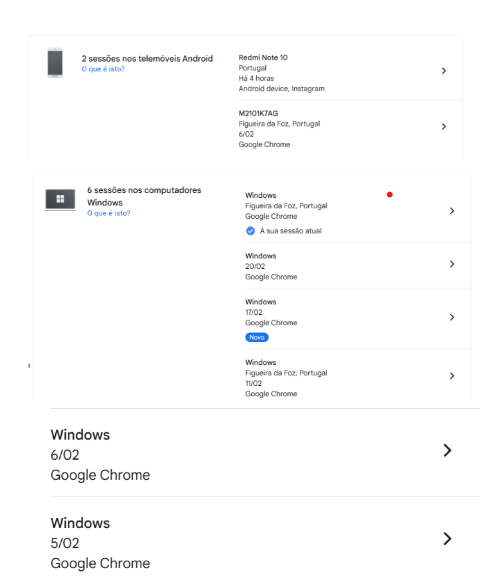 2 sessões nos telemóveis Android
O que é isto?
Redmi Note 10
Portugal
Há 4 horas
Android device, Instagram
M2101K7AG
Figueira da Foz, Portugal
6/02
Google Chrome
6 sessões nos computadores
Windows
O que é isto?
Windows
Figueira da Foz, Portugal
Google Chrome
A sua sessão atual
Windows
20/02
Google Chrome
Windows
17/02
Google Chrome
Novo
Windows
Figueira da Foz, Portugal
11/02
Google Chrome
Windows
6/02
Google Chrome
Windows
5/02
Google Chrome